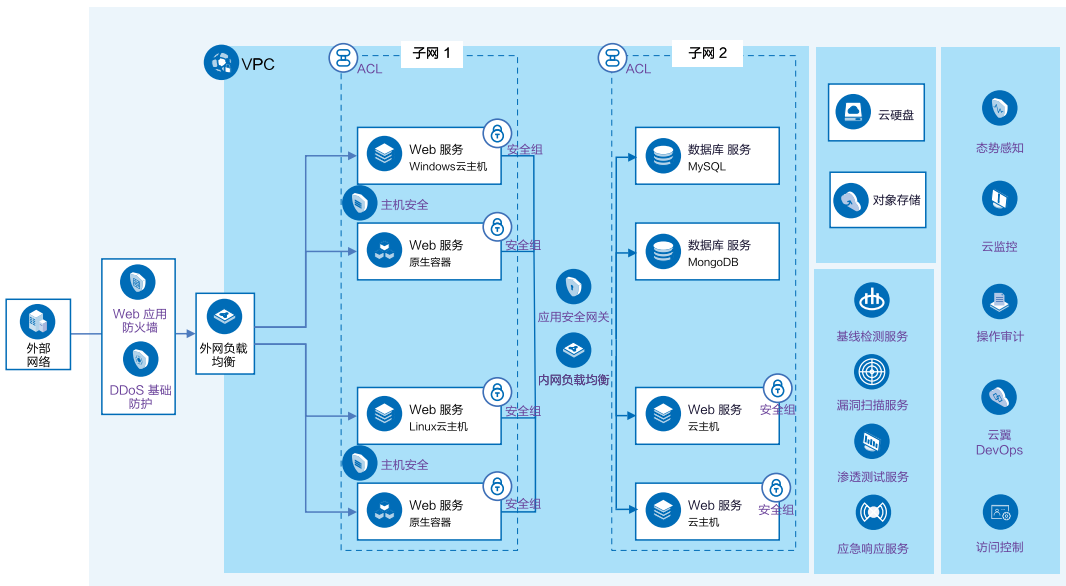 子网 1
子网 2
VPC
ACL
ACL
云硬盘
对象存储
态势感知
云监控
操作审计
云翼
DevOps
访问控制
基线检测服务
漏洞扫描服务
渗透测试服务
应急响应服务
外部
网络
Web 应用
防火墙
DDoS 基础
防护
外网负载
均衡
Web 服务
Windows云主机
安全组
主机安全
Web 服务
原生容器
安全组
Web 服务
Linux云主机
安全组
主机安全
Web 服务
原生容器
安全组
应用安全网关
内网负载均衡
数据库 服务
MySQL
数据库 服务
MongoDB
Web 服务
云主机
安全组
Web 服务
云主机
安全组